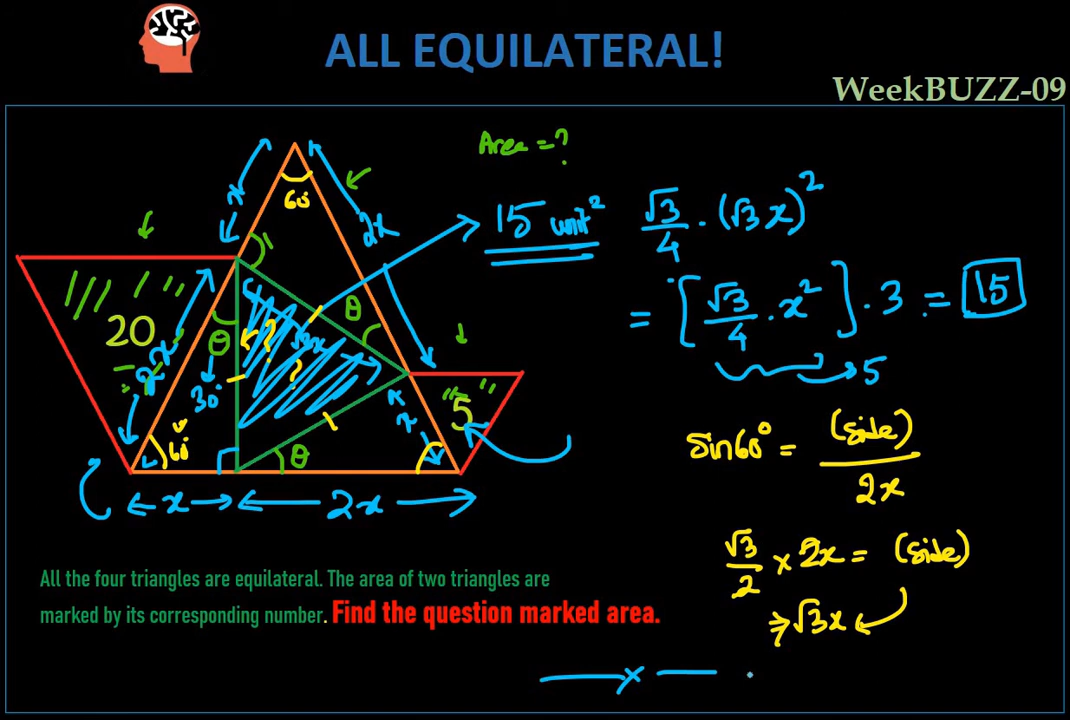 ALL EQUILATERAL!
WeekBUZZ-09
Area = ?
15 unit²
√3/4 · (√3x)²
= [√3/4 · x²] · 3 = 15
5
x
60°
2x
θ
20
2x
θ
30°
?
?
√3x
x
5
60°
θ
x
2x
sin60° = (side)/2x
√3/2 × 2x = (side)
⇒ √3x
All the four triangles are equilateral. The area of two triangles are
marked by its corresponding number. Find the question marked area.